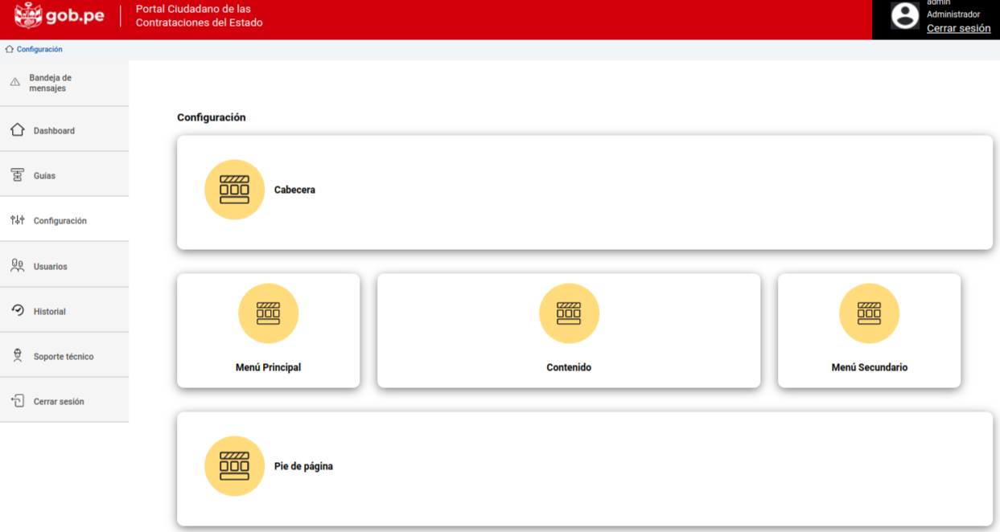 gob.pe
Portal Ciudadano de las
Contrataciones del Estado
admin
Administrador
Cerrar sesión
Configuración
Bandeja de
mensajes
Dashboard
Guías
Configuración
Usuarios
Historial
Soporte técnico
Cerrar sesión
Configuración
Cabecera
Menú Principal
Contenido
Menú Secundario
Pie de página